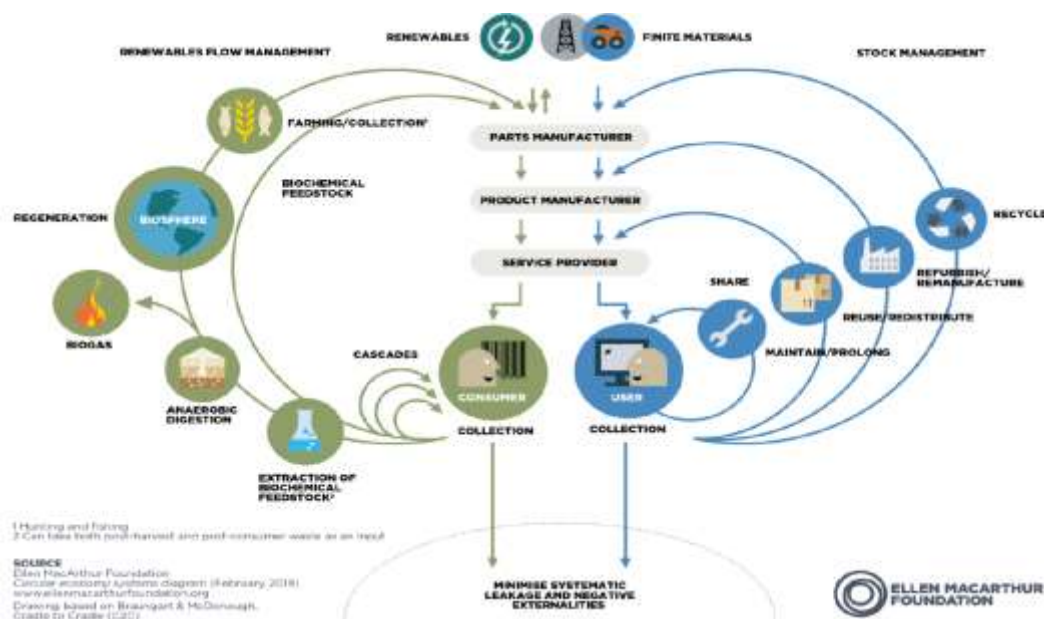 RENEWABLES
FINITE MATERIALS
RENEWABLES FLOW MANAGEMENT
STOCK MANAGEMENT
FARMING/COLLECTION¹
PARTS MANUFACTURER
BIOCHEMICAL
FEEDSTOCK
PRODUCT MANUFACTURER
REGENERATION
BIOSPHERE
RECYCLE
SERVICE PROVIDER
SHARE
REFURBISH/
REMANUFACTURE
REUSE/REDISTRIBUTE
BIOGAS
CASCADES
MAINTAIN/PROLONG
CONSUMER
USER
ANAEROBIC
DIGESTION
COLLECTION
COLLECTION
EXTRACTION OF
BIOCHEMICAL
FEEDSTOCK²
1 Hunting and fishing
2 Can take both post-harvest and post-consumer waste as an input
SOURCE
Ellen MacArthur Foundation
Circular economy systems diagram (February 2019)
www.ellenmacarthurfoundation.org
Drawing based on Braungart & McDonough,
Cradle to Cradle (C2C)
MINIMISE SYSTEMATIC
LEAKAGE AND NEGATIVE
EXTERNALITIES
ELLEN MACARTHUR
FOUNDATION